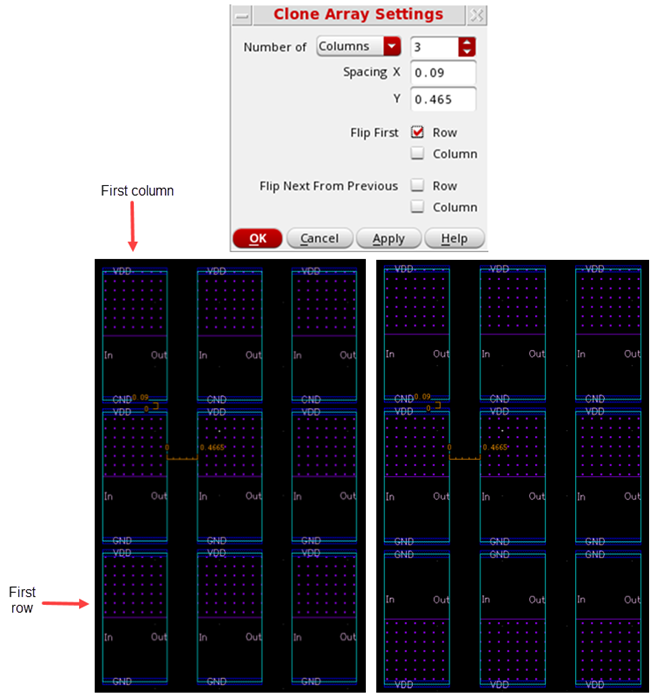 Clone Array Settings
Number of Columns 3
Spacing X 0.09
Y 0.465
Flip First Row
Column
Flip Next From Previous Row
Column
OK Cancel Apply Help
First column
VDD VDD VDD VDD VDD VDD
In Out In Out In Out In Out In Out In Out
GND 0.09 GND GND GND 0.09 GND GND
0 0
VDD VDD VDD VDD VDD VDD
0 0.4665 0 0.4665
In Out In Out In Out In Out In Out In Out
GND GND GND GND GND GND
VDD VDD VDD GND GND GND
First
row
In Out In Out In Out In Out In Out In Out
GND GND GND VDD VDD VDD